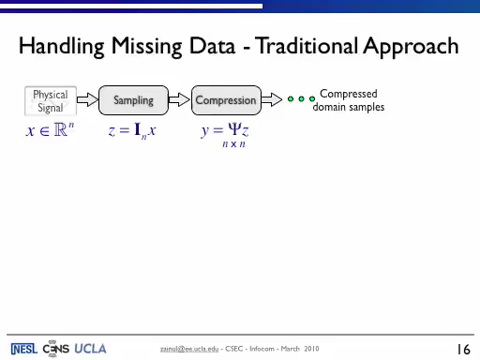 Handling Missing Data - Traditional Approach
Physical Signal
Sampling
Compression
Compressed domain samples
x ∈ ℝⁿ
z = Iₙx
y = Ψz
n x n
NESL CENS UCLA
zainul@ee.ucla.edu - CSEC - Infocom - March 2010
16